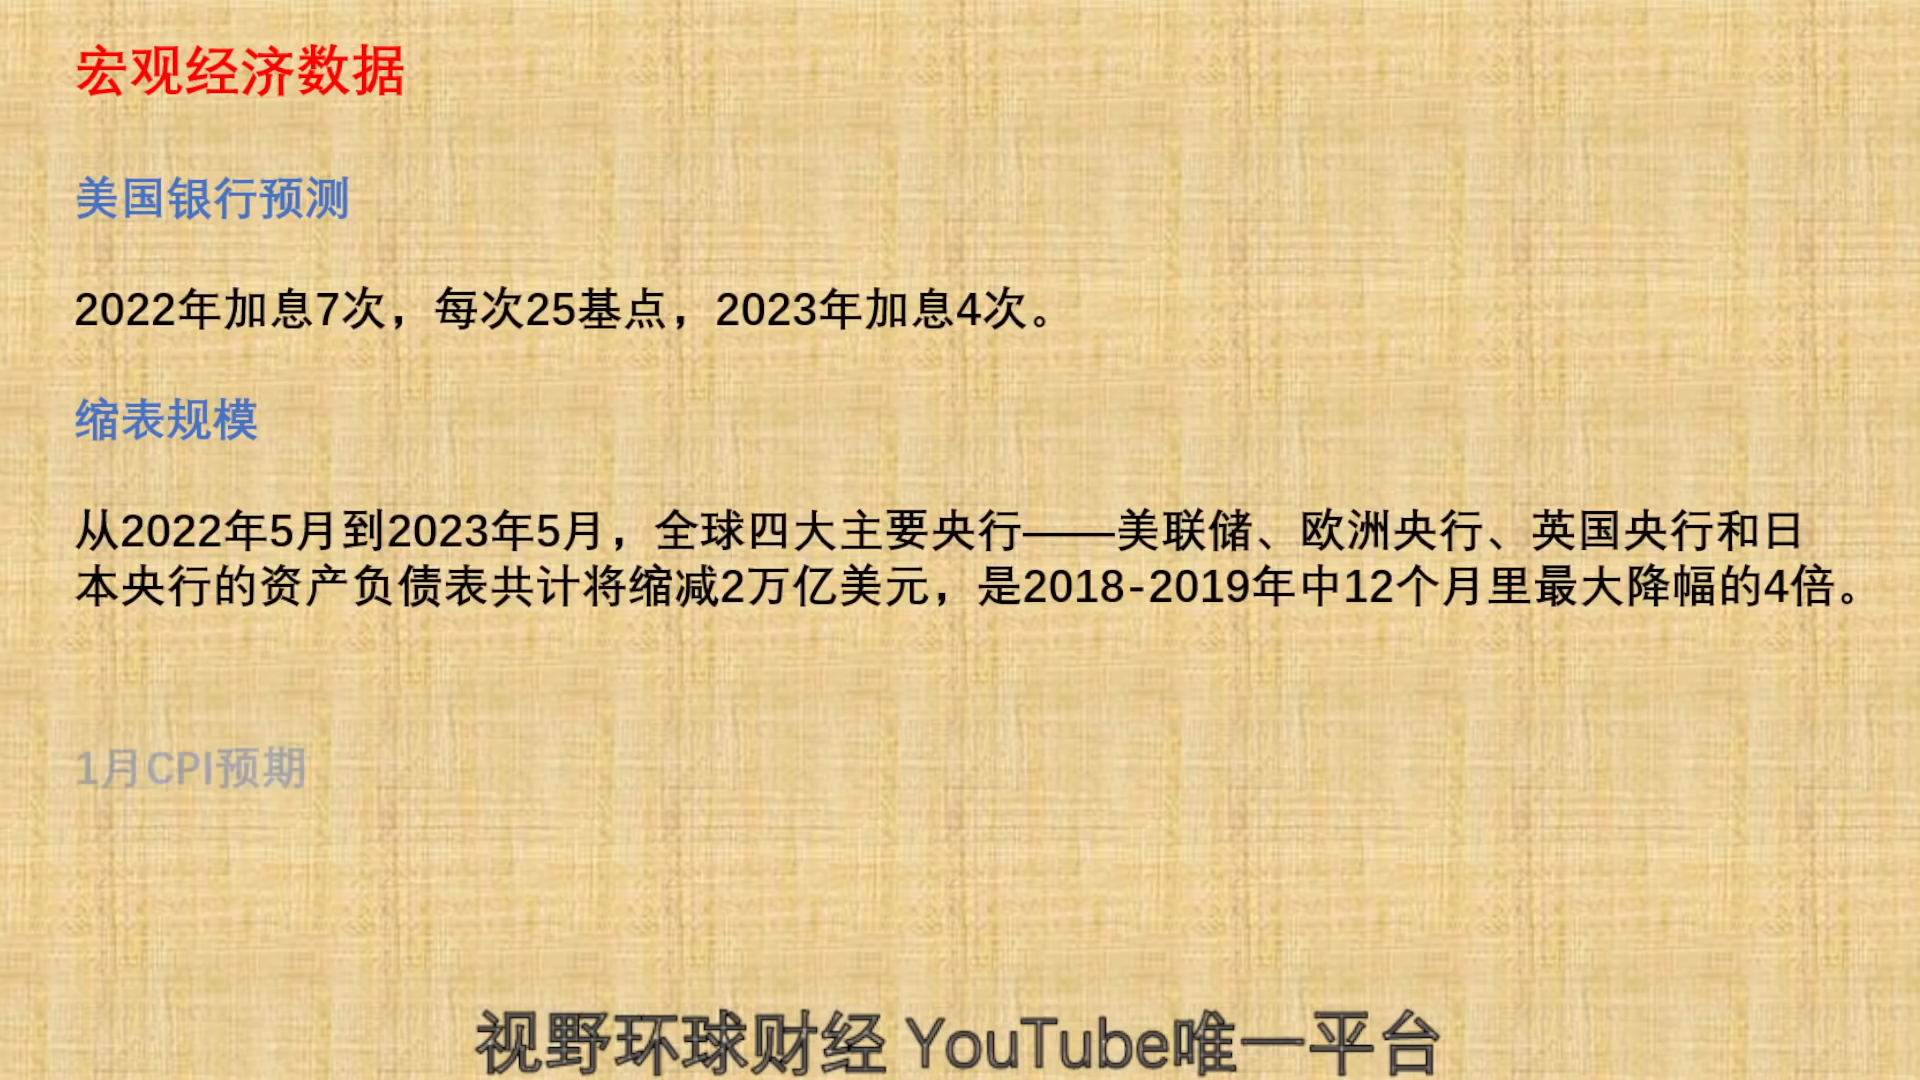 宏观经济数据
美国银行预测
2022年加息7次，每次25基点，2023年加息4次。
缩表规模
从2022年5月到2023年5月，全球四大主要央行——美联储、欧洲央行、英国央行和日
本央行的资产负债表共计将缩减2万亿美元，是2018-2019年中12个月里最大降幅的4倍。
1月CPI预期
视野环球财经 YouTube唯一平台